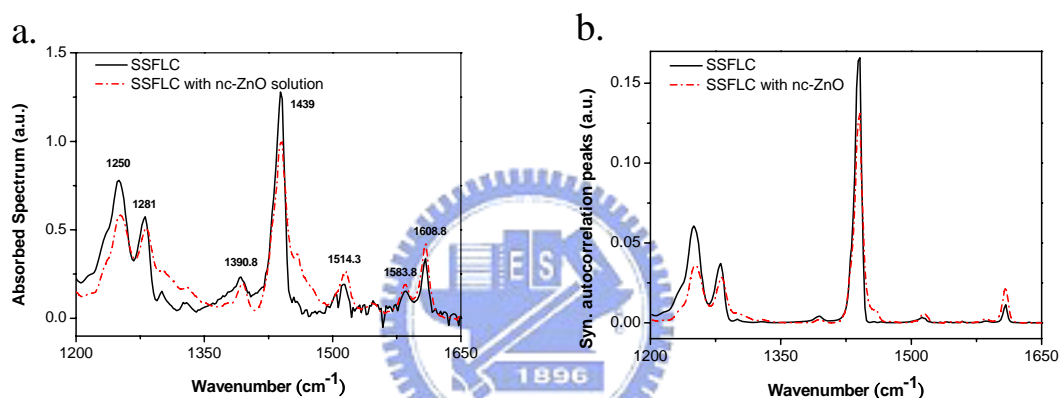 a.
1.5
1.0
0.5
0.0
Absorbed Spectrum (a.u.)
SSFLC
SSFLC with nc-ZnO solution
1250
1281
1390.8
1439
1514.3
1583.8
1608.8
1200
1350
1500
1650
Wavenumber (cm⁻¹)
b.
0.15
0.10
0.05
0.00
Syn. autocorrelation peaks (a.u.)
SSFLC
SSFLC with nc-ZnO
1200
1350
1500
1650
Wavenumber (cm⁻¹)
ES
1896